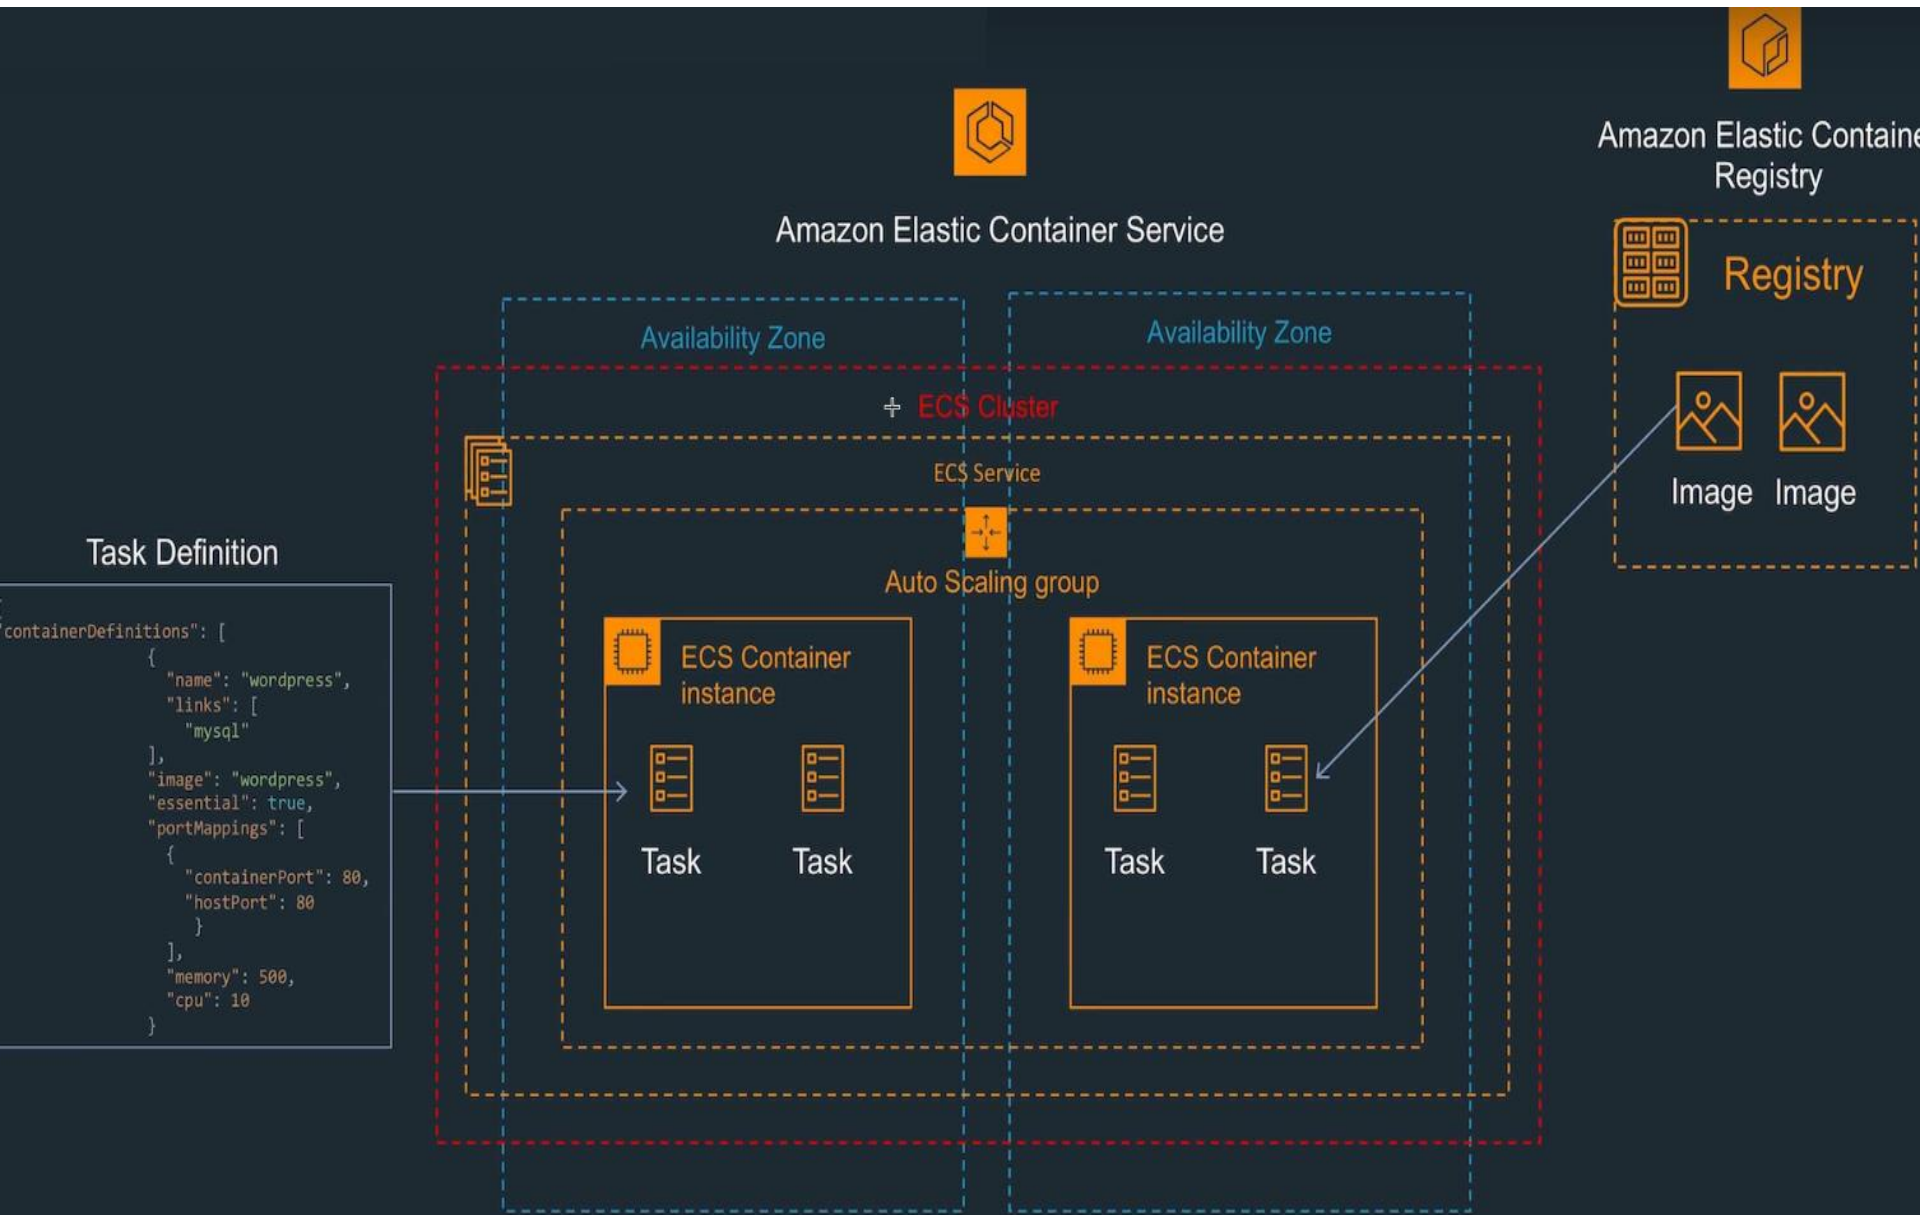 Amazon Elastic Container Service
Amazon Elastic Containe
Registry
Registry
Image Image
Availability Zone
Availability Zone
ECS Cluster
ECS Service
Auto Scaling group
ECS Container
instance
Task
Task
ECS Container
instance
Task
Task
Task Definition
containerDefinitions": [
{
"name": "wordpress",
"links": [
"mysql"
],
"image": "wordpress",
"essential": true,
"portMappings": [
{
"containerPort": 80,
"hostPort": 80
}
],
"memory": 500,
"cpu": 10
}